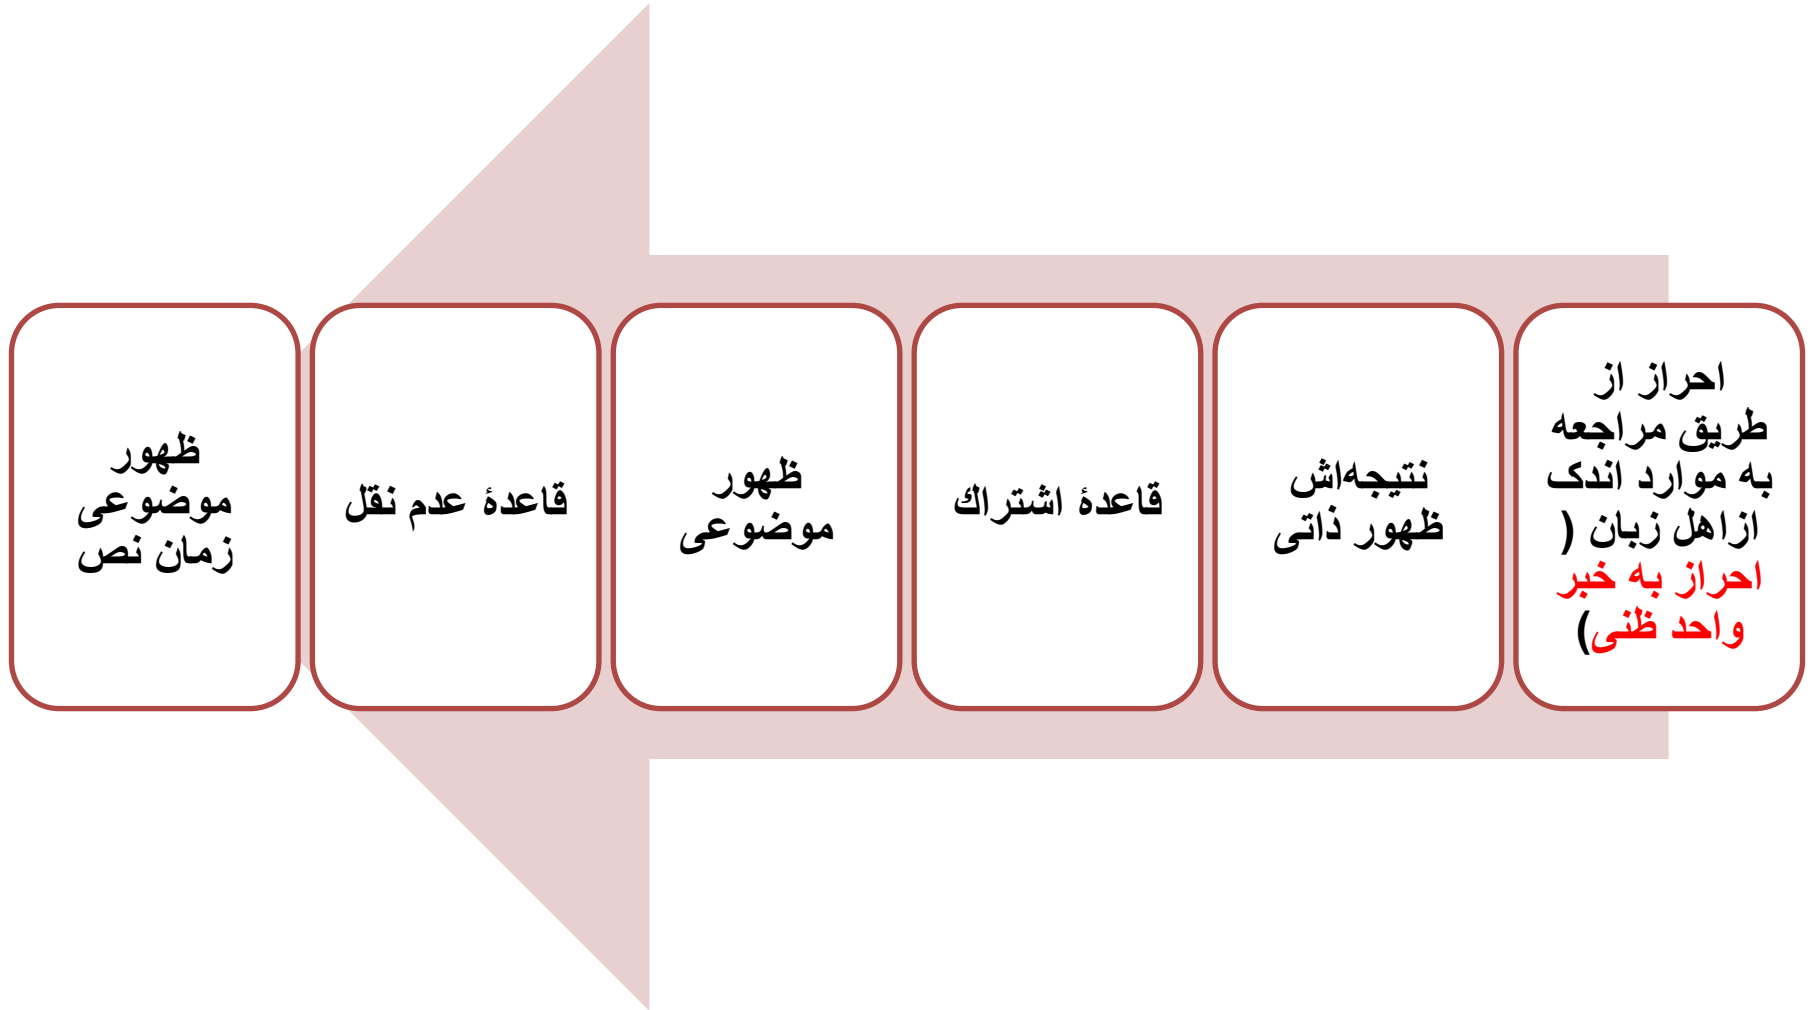 احراز از
طریق مراجعه
به موارد اندک
ازاهل زبان (
احراز به خبر
واحد ظنی)
نتیجه‌اش
ظهور ذاتی
قاعدۀ اشتراك
ظهور
موضوعی
قاعدۀ عدم نقل
ظهور
موضوعی
زمان نص